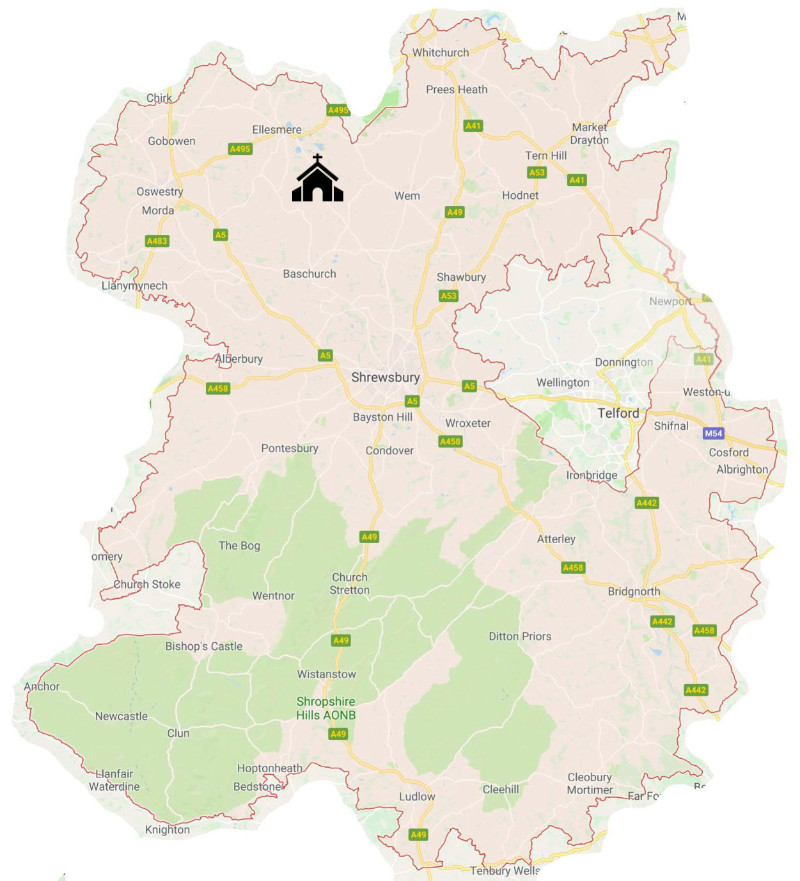 M
Whitchurch
Prees Heath
Chirk
A495
Ellesmere
A41
Market
Drayton
Gobowen
A495
Tern Hill
A53
A41
Oswestry
Wem
Hodnet
Morda
A49
A5
A483
Baschurch
Shawbury
Llanymynech
A53
Newport
A5
Alberbury
A41
Donnington
Shrewsbury
Wellington
A458
A5
Weston-u
A5
Telford
Bayston Hill
Wroxeter
Shifnal
M54
A458
Pontesbury
Condover
Cosford
Albrighton
Ironbridge
A442
A49
Atterley
The Bog
omery
A458
Church
Stretton
Church Stoke
Wentnor
Bridgnorth
A442
A458
Ditton Priors
A49
Bishop's Castle
Wistanstow
Anchor
A442
Shropshire
Hills AONB
Newcastle
Clun
A49
Hoptonheath
Llanfair
Waterdine
Bedstone
Cleobury
Mortimer
Cleehill
Ludlow
Far Fo
Knighton
A49
Tenbury Wells